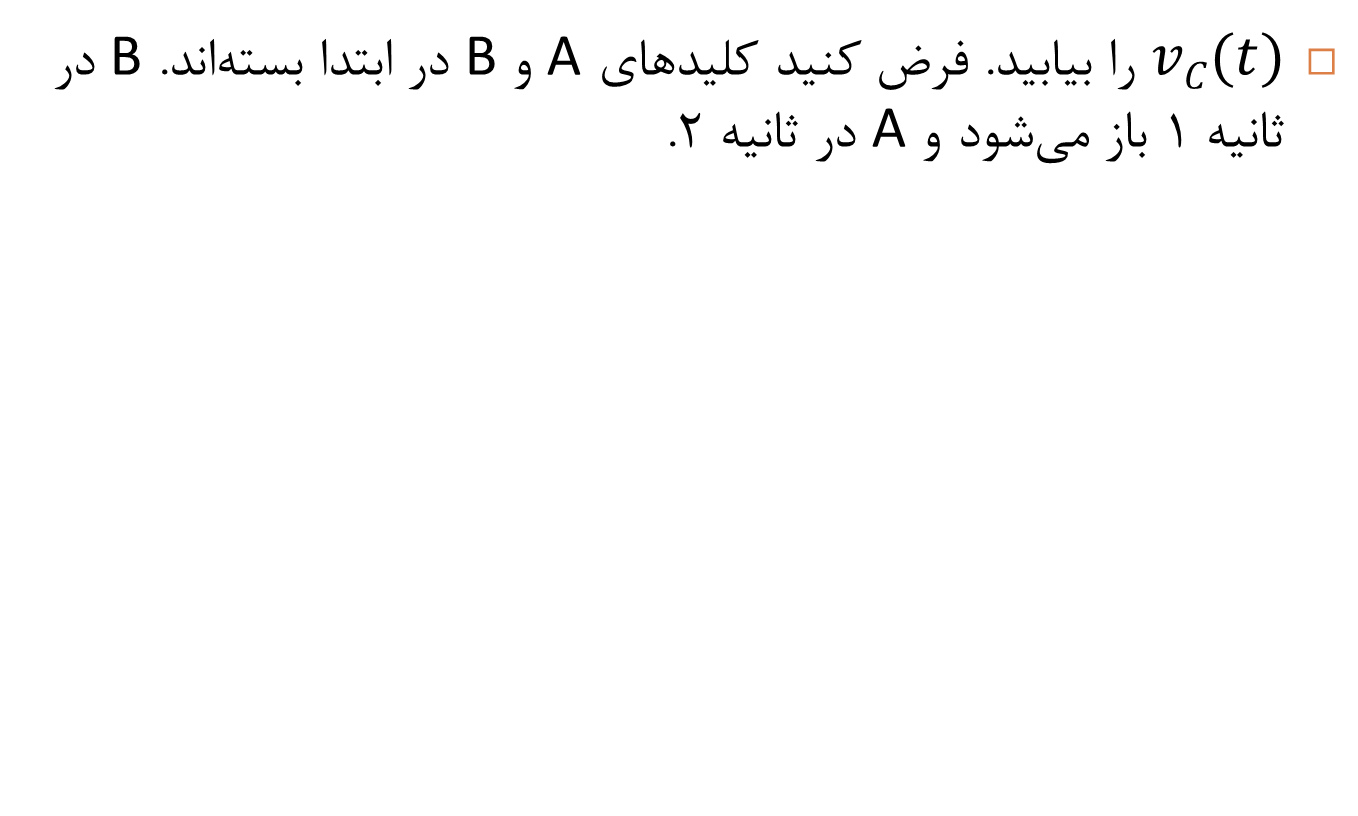 v_C(t) را بیابید. فرض کنید کلیدهای A و B در ابتدا بسته‌اند. B در
ثانیه ۱ باز می‌شود و A در ثانیه ۲.